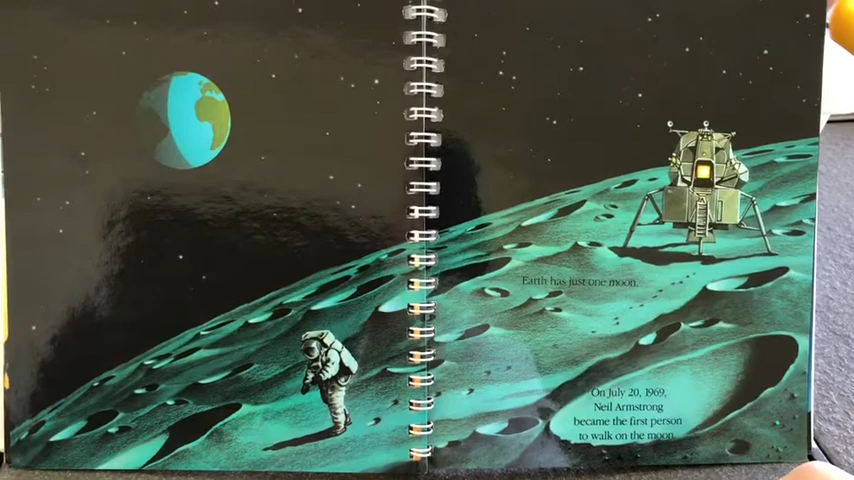 Earth has just one moon.
On July 20, 1969,
Neil Armstrong
became the first person
to walk on the moon.